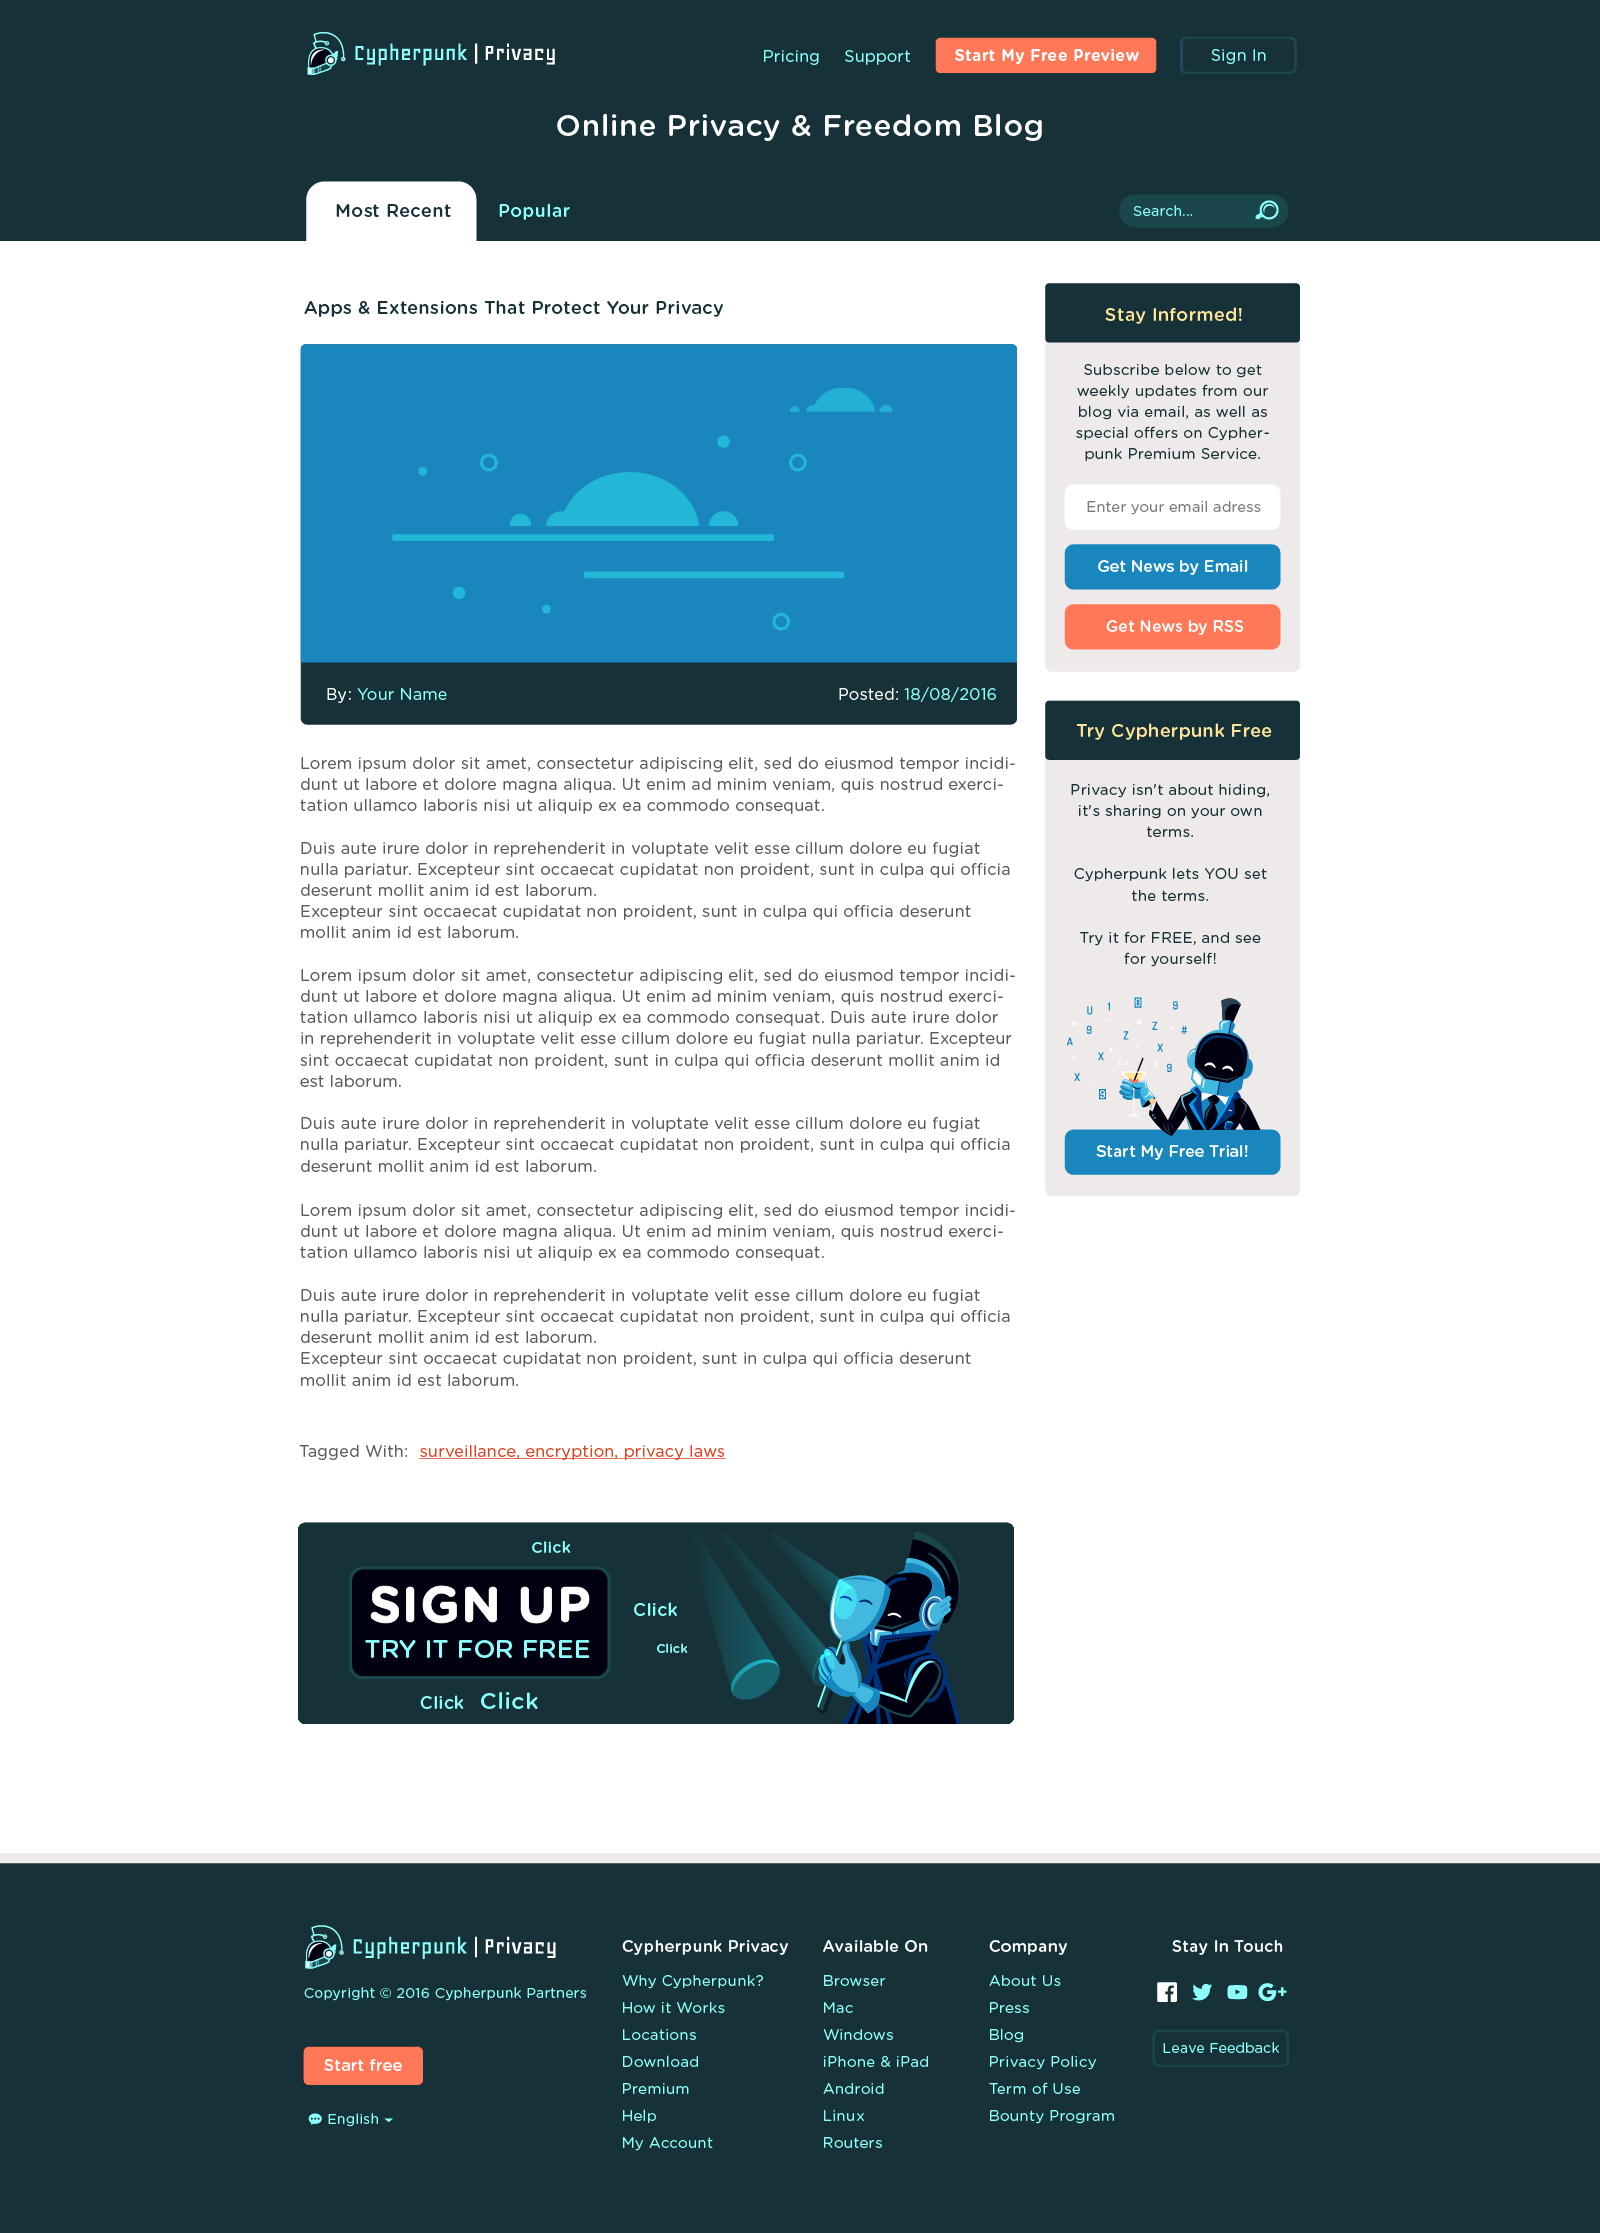 Cypherpunk | Privacy
Pricing Support Start My Free Preview Sign In
Online Privacy & Freedom Blog
Most Recent Popular Search...
Apps & Extensions That Protect Your Privacy
By: Your Name Posted: 18/08/2016
Lorem ipsum dolor sit amet, consectetur adipiscing elit, sed do eiusmod tempor incidi-
dunt ut labore et dolore magna aliqua. Ut enim ad minim veniam, quis nostrud exerci-
tation ullamco laboris nisi ut aliquip ex ea commodo consequat.
Duis aute irure dolor in reprehenderit in voluptate velit esse cillum dolore eu fugiat
nulla pariatur. Excepteur sint occaecat cupidatat non proident, sunt in culpa qui officia
deserunt mollit anim id est laborum.
Excepteur sint occaecat cupidatat non proident, sunt in culpa qui officia deserunt
mollit anim id est laborum.
Lorem ipsum dolor sit amet, consectetur adipiscing elit, sed do eiusmod tempor incidi-
dunt ut labore et dolore magna aliqua. Ut enim ad minim veniam, quis nostrud exerci-
tation ullamco laboris nisi ut aliquip ex ea commodo consequat. Duis aute irure dolor
in reprehenderit in voluptate velit esse cillum dolore eu fugiat nulla pariatur. Excepteur
sint occaecat cupidatat non proident, sunt in culpa qui officia deserunt mollit anim id
est laborum.
Duis aute irure dolor in reprehenderit in voluptate velit esse cillum dolore eu fugiat
nulla pariatur. Excepteur sint occaecat cupidatat non proident, sunt in culpa qui officia
deserunt mollit anim id est laborum.
Lorem ipsum dolor sit amet, consectetur adipiscing elit, sed do eiusmod tempor incidi-
dunt ut labore et dolore magna aliqua. Ut enim ad minim veniam, quis nostrud exerci-
tation ullamco laboris nisi ut aliquip ex ea commodo consequat.
Duis aute irure dolor in reprehenderit in voluptate velit esse cillum dolore eu fugiat
nulla pariatur. Excepteur sint occaecat cupidatat non proident, sunt in culpa qui officia
deserunt mollit anim id est laborum.
Excepteur sint occaecat cupidatat non proident, sunt in culpa qui officia deserunt
mollit anim id est laborum.
Tagged With: surveillance, encryption, privacy laws
Click
SIGN UP
TRY IT FOR FREE
Click
Click
Click Click
Stay Informed!
Subscribe below to get
weekly updates from our
blog via email, as well as
special offers on Cypher-
punk Premium Service.
Enter your email adress
Get News by Email
Get News by RSS
Try Cypherpunk Free
Privacy isn't about hiding,
it's sharing on your own
terms.
Cypherpunk lets YOU set
the terms.
Try it for FREE, and see
for yourself!
U 1 9
9 Z #
A Z X
X 9
X
Start My Free Trial!
Cypherpunk | Privacy
Copyright © 2016 Cypherpunk Partners
Start free
English
Cypherpunk Privacy
Why Cypherpunk?
How it Works
Locations
Download
Premium
Help
My Account
Available On
Browser
Mac
Windows
iPhone & iPad
Android
Linux
Routers
Company
About Us
Press
Blog
Privacy Policy
Term of Use
Bounty Program
Stay In Touch
G+
Leave Feedback